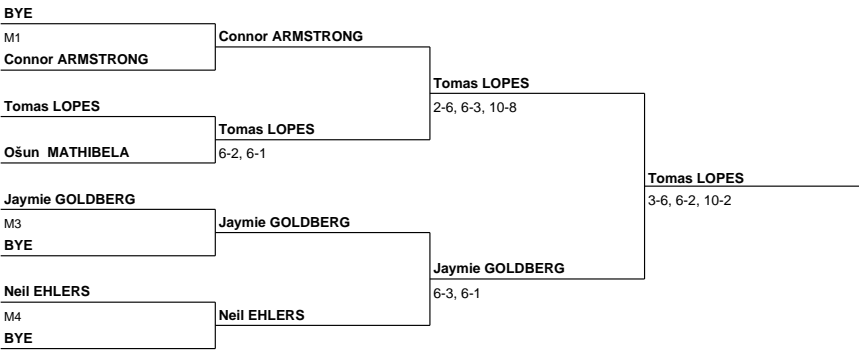 BYE
M1
Connor ARMSTRONG
Connor ARMSTRONG
Tomas LOPES
2-6, 6-3, 10-8
Tomas LOPES
Tomas LOPES
6-2, 6-1
Ošun  MATHIBELA
Tomas LOPES
3-6, 6-2, 10-2
Jaymie GOLDBERG
M3
Jaymie GOLDBERG
BYE
Jaymie GOLDBERG
6-3, 6-1
Neil EHLERS
M4
Neil EHLERS
BYE